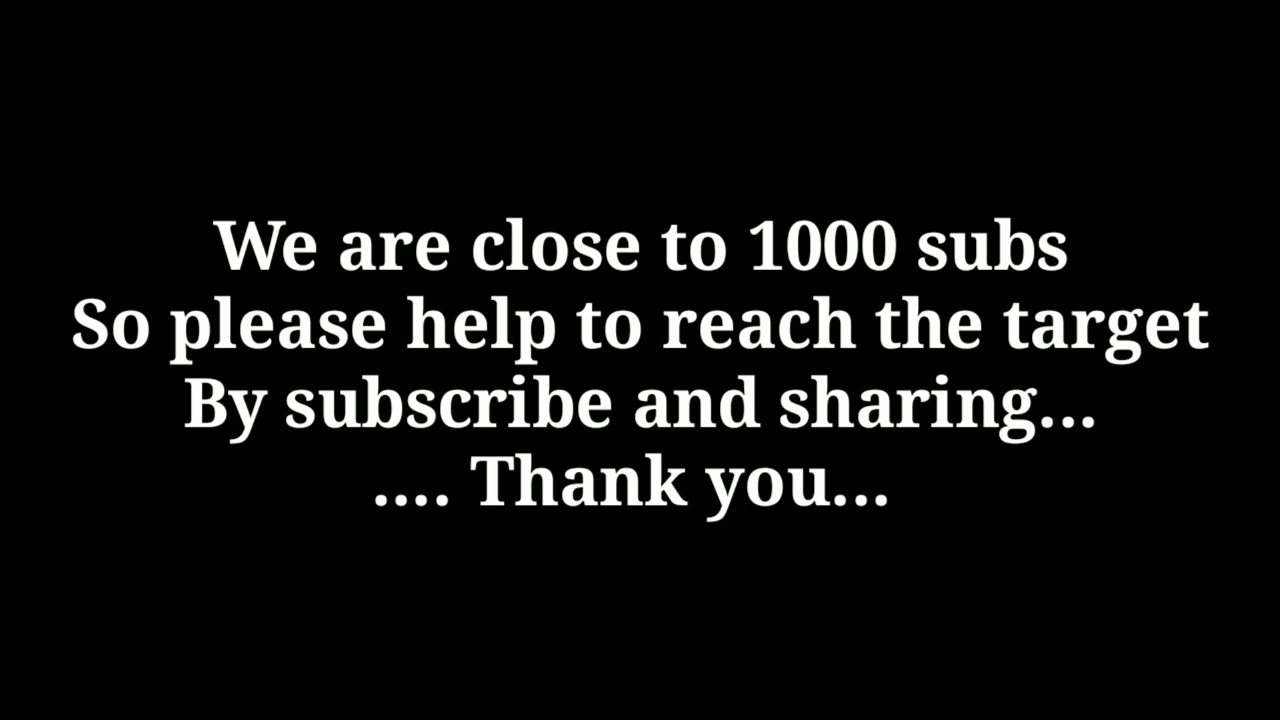 We are close to 1000 subs
So please help to reach the target
By subscribe and sharing...
.... Thank you...